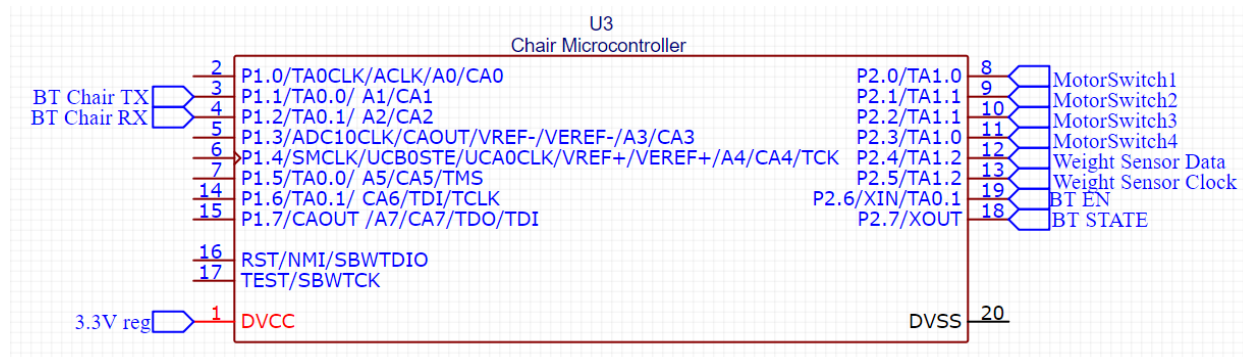 U3
Chair Microcontroller
2 P1.0/TA0CLK/ACLK/A0/CA0
BT Chair TX 3 P1.1/TA0.0/ A1/CA1
BT Chair RX 4 P1.2/TA0.1/ A2/CA2
5 P1.3/ADC10CLK/CAOUT/VREF-/VEREF-/A3/CA3
6 P1.4/SMCLK/UCB0STE/UCA0CLK/VREF+/VEREF+/A4/CA4/TCK
7 P1.5/TA0.0/ A5/CA5/TMS
14 P1.6/TA0.1/ CA6/TDI/TCLK
15 P1.7/CAOUT /A7/CA7/TDO/TDI
16 RST/NMI/SBWTDIO
17 TEST/SBWTCK
3.3V reg 1 DVCC
P2.0/TA1.0 8 MotorSwitch1
P2.1/TA1.1 9 MotorSwitch2
P2.2/TA1.1 10 MotorSwitch3
P2.3/TA1.0 11 MotorSwitch4
P2.4/TA1.2 12 Weight Sensor Data
P2.5/TA1.2 13 Weight Sensor Clock
P2.6/XIN/TA0.1 19 BT EN
P2.7/XOUT 18 BT STATE
DVSS 20